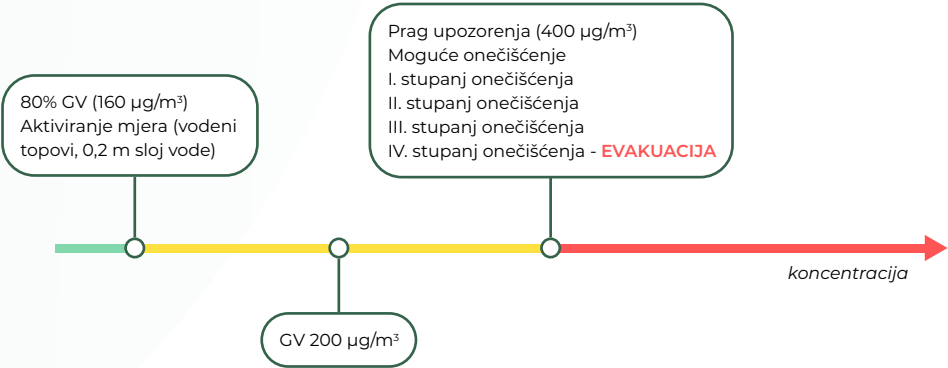 Prag upozorenja (400 µg/m³)
Moguće onečišćenje
I. stupanj onečišćenja
II. stupanj onečišćenja
III. stupanj onečišćenja
IV. stupanj onečišćenja - EVAKUACIJA
80% GV (160 µg/m³)
Aktiviranje mjera (vodeni
topovi, 0,2 m sloj vode)
koncentracija
GV 200 µg/m³